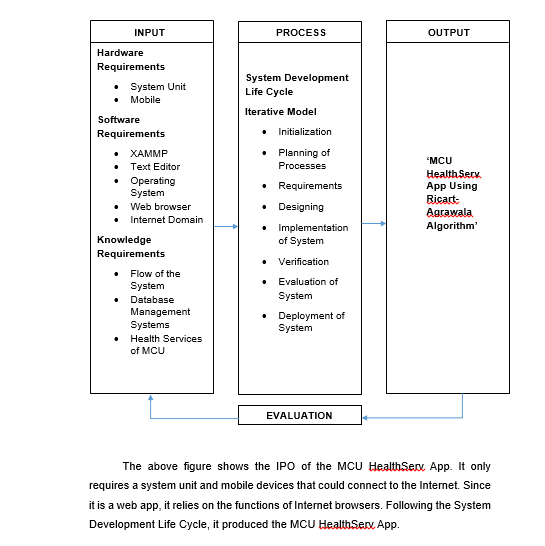 INPUT
Hardware
Requirements
• System Unit
• Mobile
Software
Requirements
• XAMMP
• Text Editor
• Operating
System
• Web browser
• Internet Domain
Knowledge
Requirements
• Flow of the
System
• Database
Management
Systems
• Health Services
of MCU
PROCESS
System Development
Life Cycle
Iterative Model
• Initialization
• Planning of
Processes
• Requirements
• Designing
• Implementation
of System
• Verification
• Evaluation of
System
• Deployment of
System
OUTPUT
‘MCU
HealthServ
App Using
Ricart-
Agrawala
Algorithm’
EVALUATION
The above figure shows the IPO of the MCU HealthServ App. It only
requires a system unit and mobile devices that could connect to the Internet. Since
it is a web app, it relies on the functions of Internet browsers. Following the System
Development Life Cycle, it produced the MCU HealthServ App.